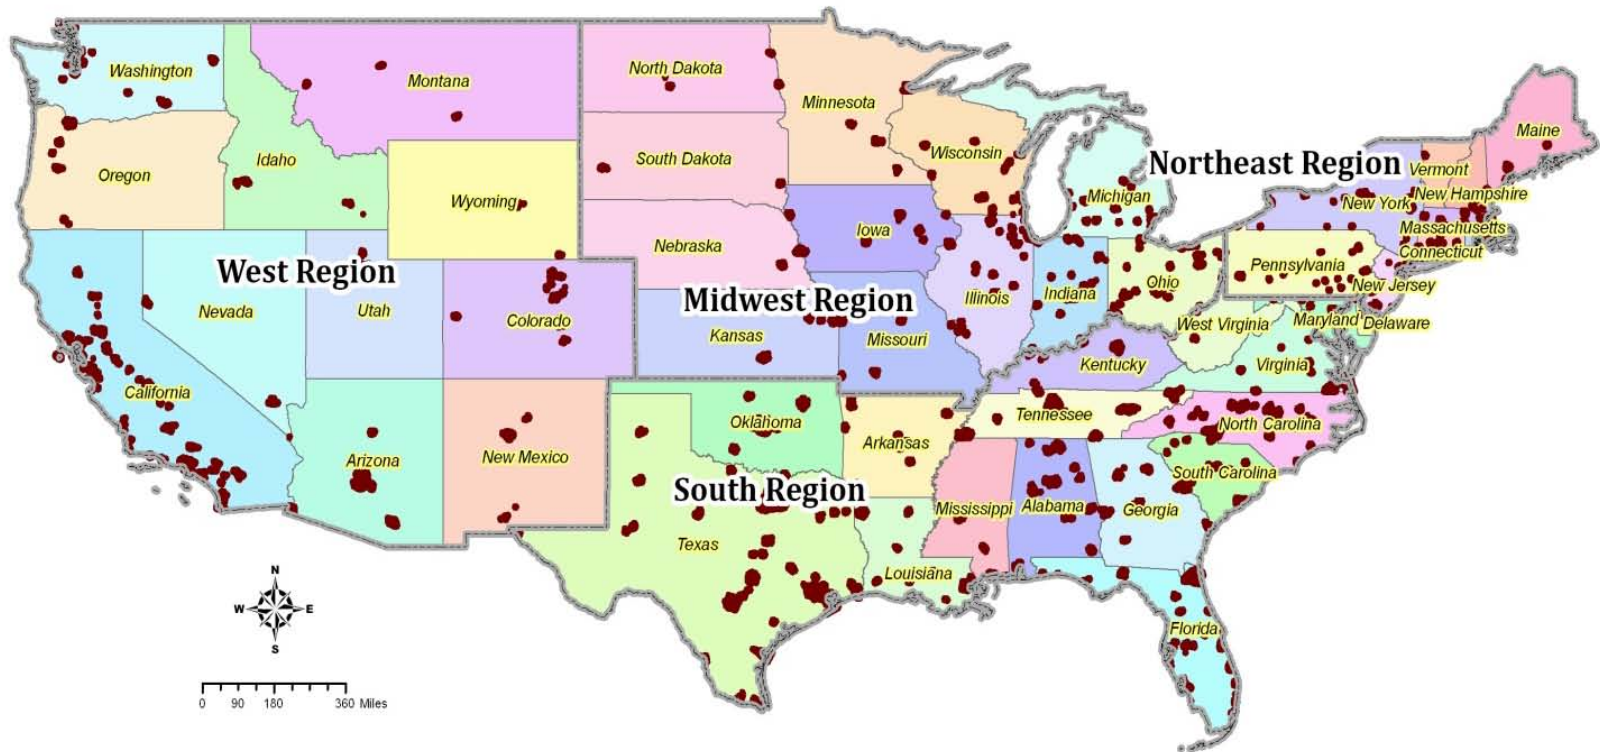 Washington
Montana
North Dakota
Minnesota
Maine
Oregon
Idaho
South Dakota
Wisconsin
Northeast Region
Vermont
Wyoming
Michigan
New Hampshire
New York
Nebraska
Iowa
Massachusetts
Connecticut
West Region
Pennsylvania
New Jersey
Nevada
Utah
Colorado
Midwest Region
Illinois
Indiana
Ohio
Kansas
Missouri
West Virginia
Maryland
Delaware
California
Kentucky
Virginia
Oklahoma
Tennessee
North Carolina
Arizona
New Mexico
Arkansas
South Carolina
South Region
Mississippi
Alabama
Georgia
Texas
Louisiana
Florida
N
W
E
S
0 90 180 360 Miles